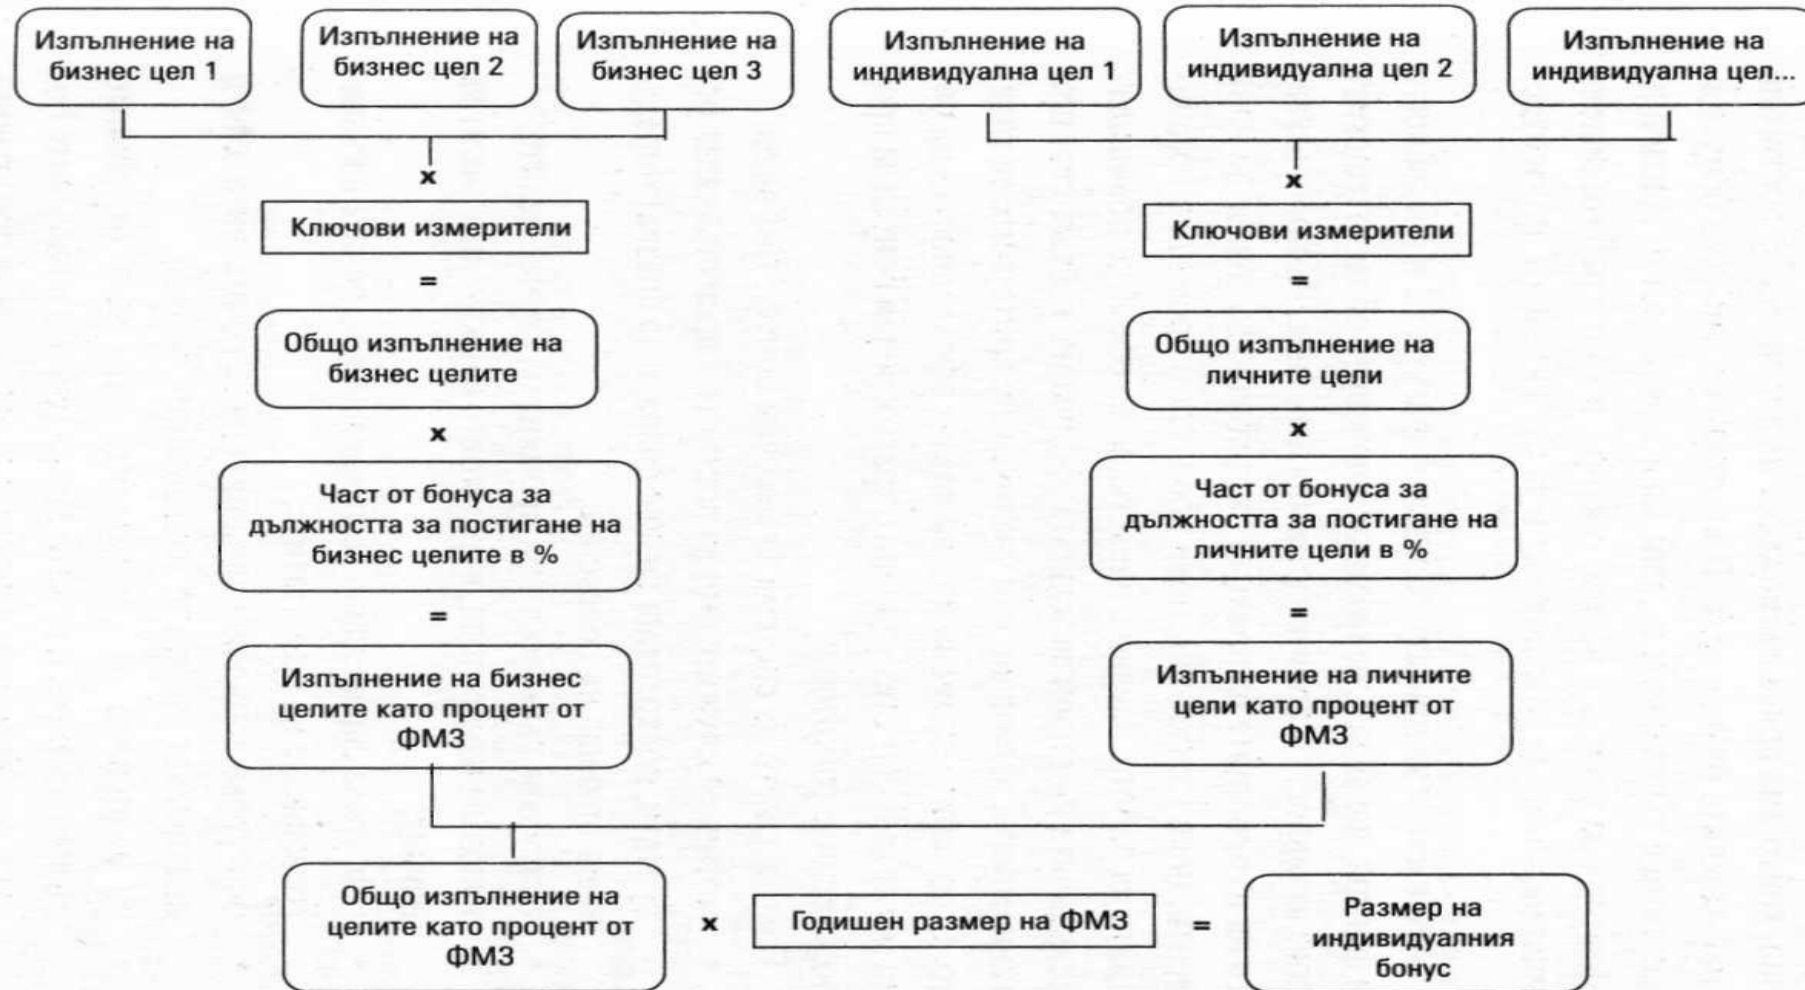 Изпълнение на
бизнес цел 1
Изпълнение на
бизнес цел 2
Изпълнение на
бизнес цел 3
Изпълнение на
индивидуална цел 1
Изпълнение на
индивидуална цел 2
Изпълнение на
индивидуална цел...
x
x
Ключови измерители
Ключови измерители
=
=
Общо изпълнение на
бизнес целите
Общо изпълнение на
личните цели
x
x
Част от бонуса за
длъжността за постигане на
бизнес целите в %
Част от бонуса за
длъжността за постигане на
личните цели в %
=
=
Изпълнение на бизнес
целите като процент от
ФМЗ
Изпълнение на личните
цели като процент от
ФМЗ
Общо изпълнение на
целите като процент от
ФМЗ
x
Годишен размер на ФМЗ
=
Размер на
индивидуалния
бонус